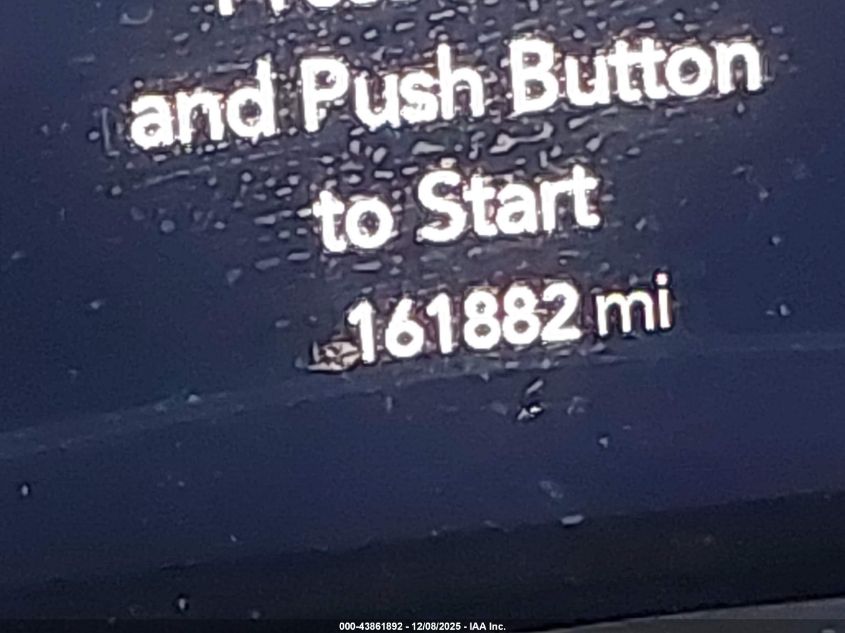 and Push Button
to Start
161882 mi
000-43861892 - 12/08/2025 - IAA Inc.